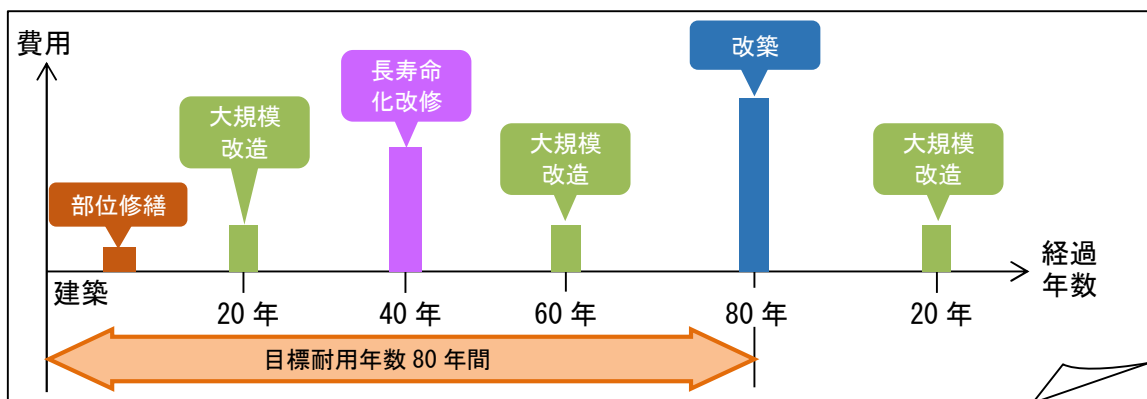 費用
改築
長寿命
化改修
大規模
改造
大規模
改造
大規模
改造
部位修繕
経過
年数
建築
20 年
40 年
60 年
80 年
20 年
目標耐用年数 80 年間